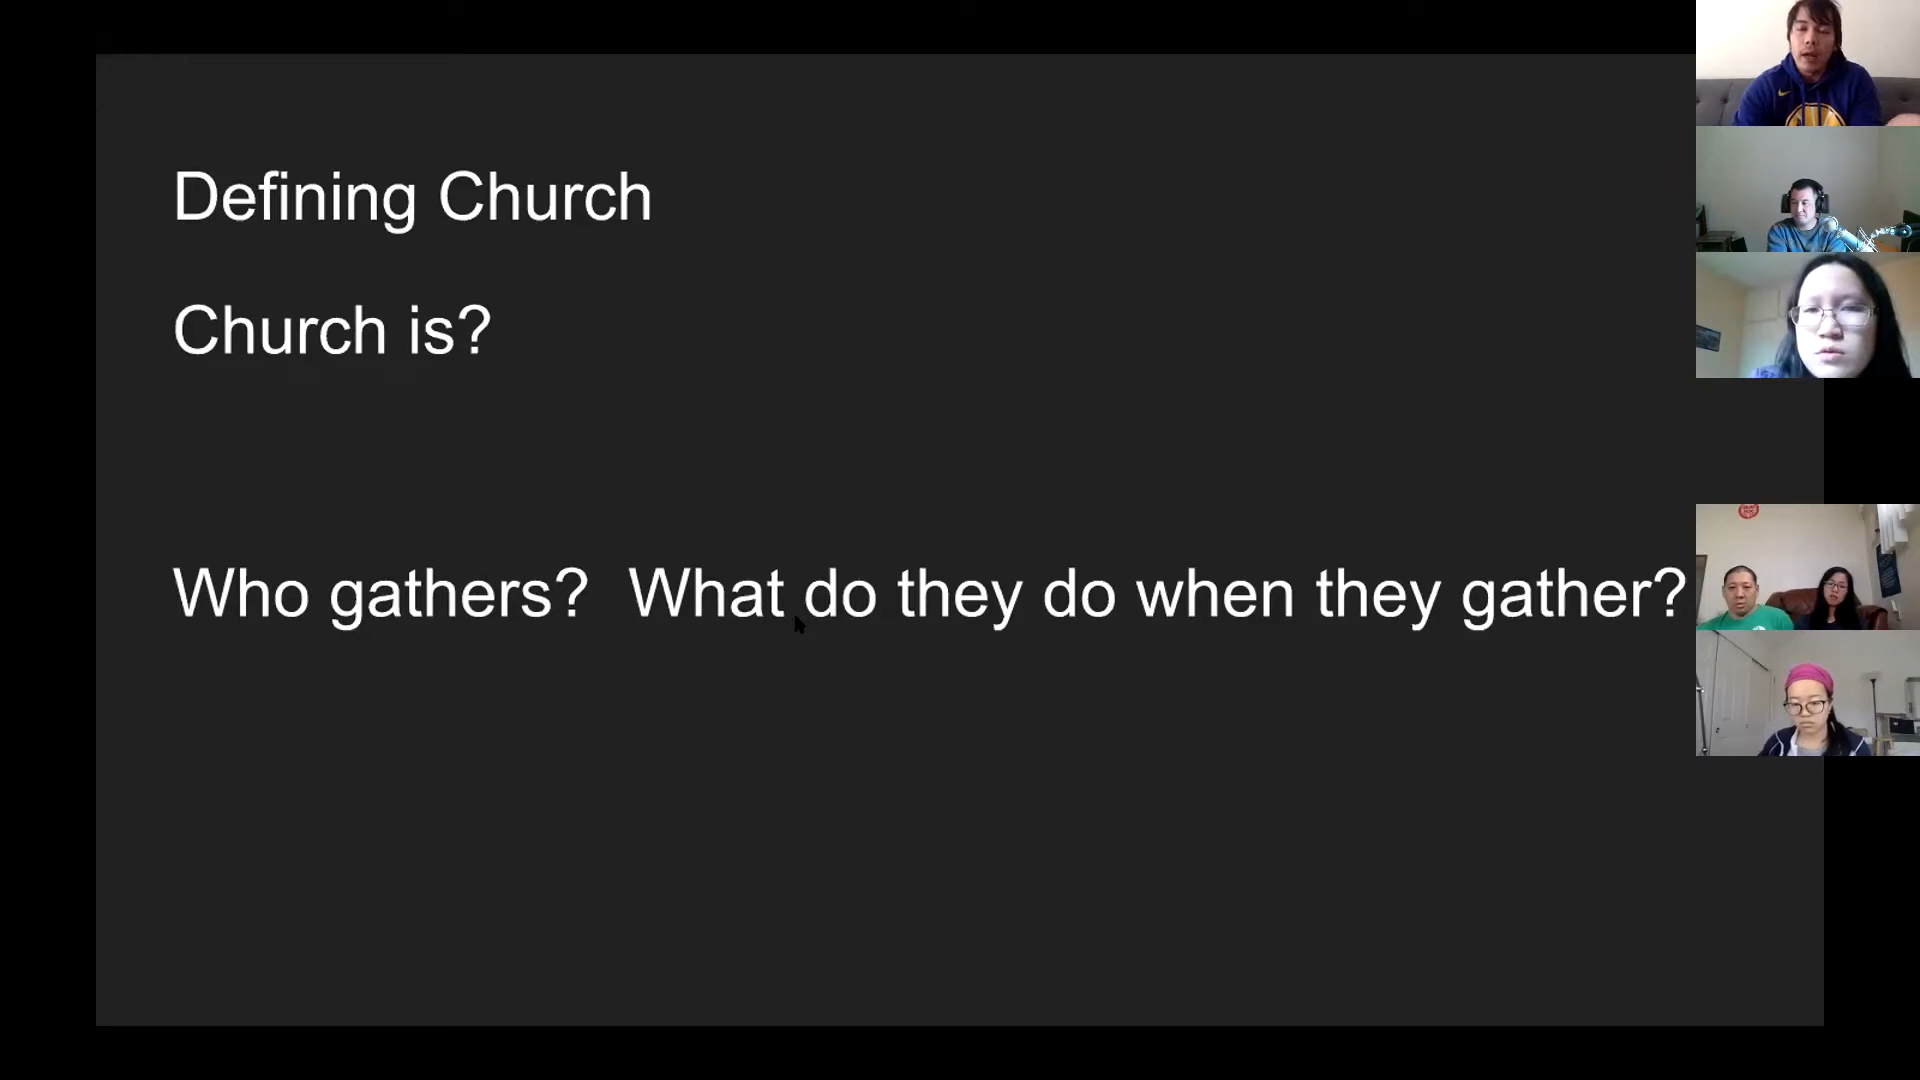 Defining Church
Church is?
Who gathers?  What do they do when they gather?